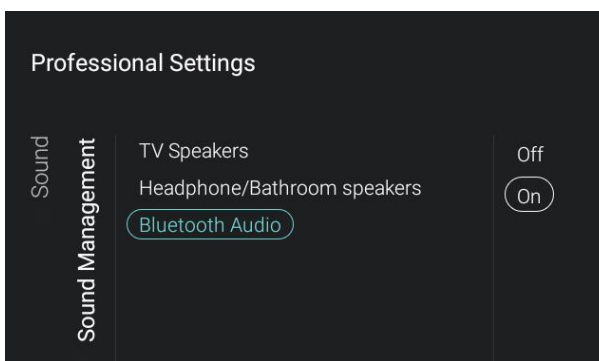 Professional Settings
Sound
Sound Management
TV Speakers
Headphone/Bathroom speakers
Bluetooth Audio
Off
On